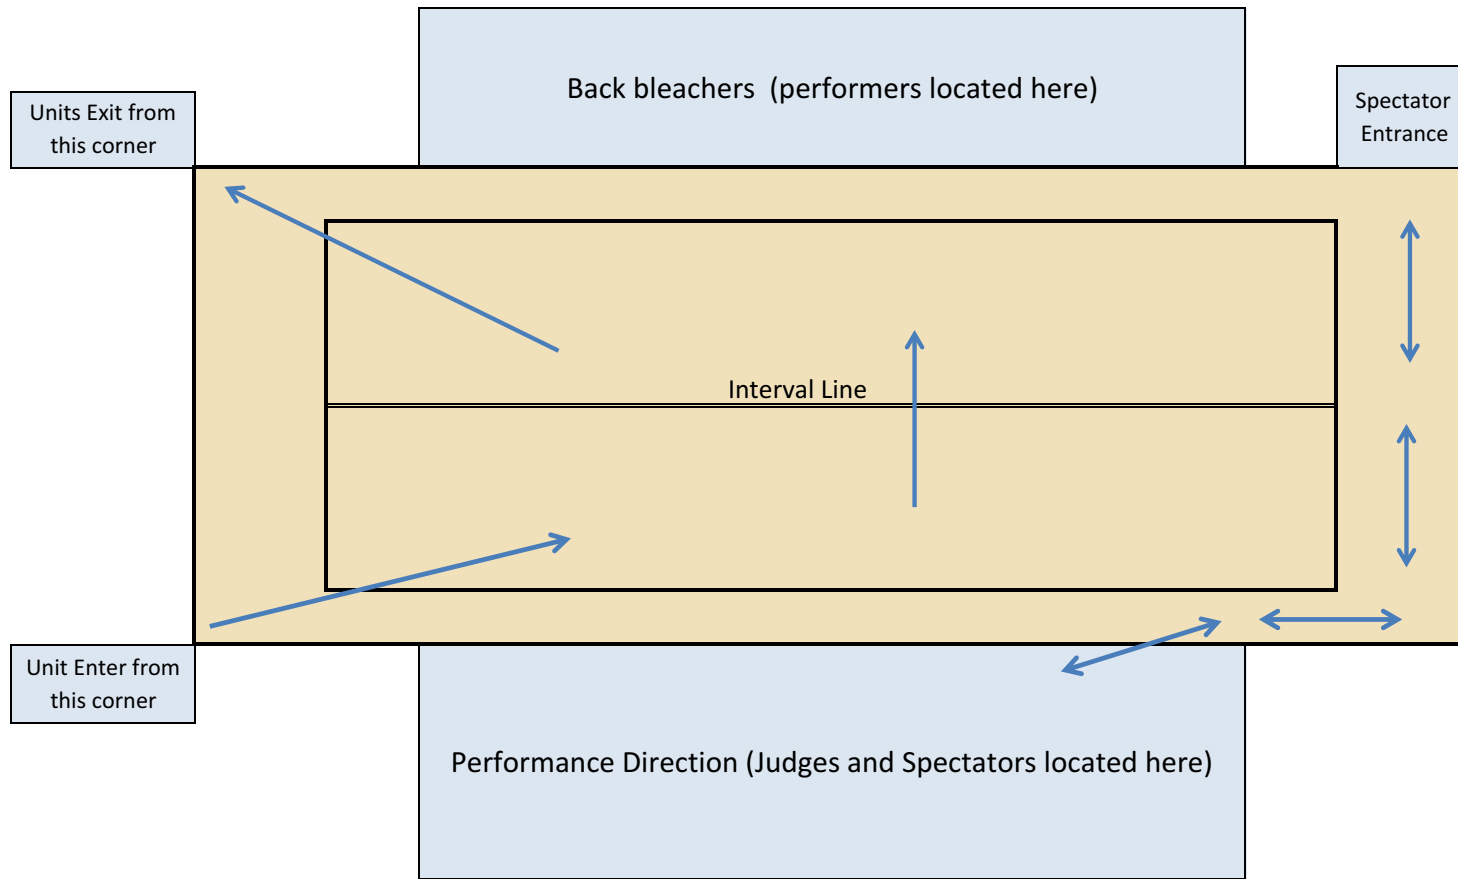 Back bleachers  (performers located here)
Units Exit from
this corner
Spectator
Entrance
Interval Line
Unit Enter from
this corner
Performance Direction (Judges and Spectators located here)